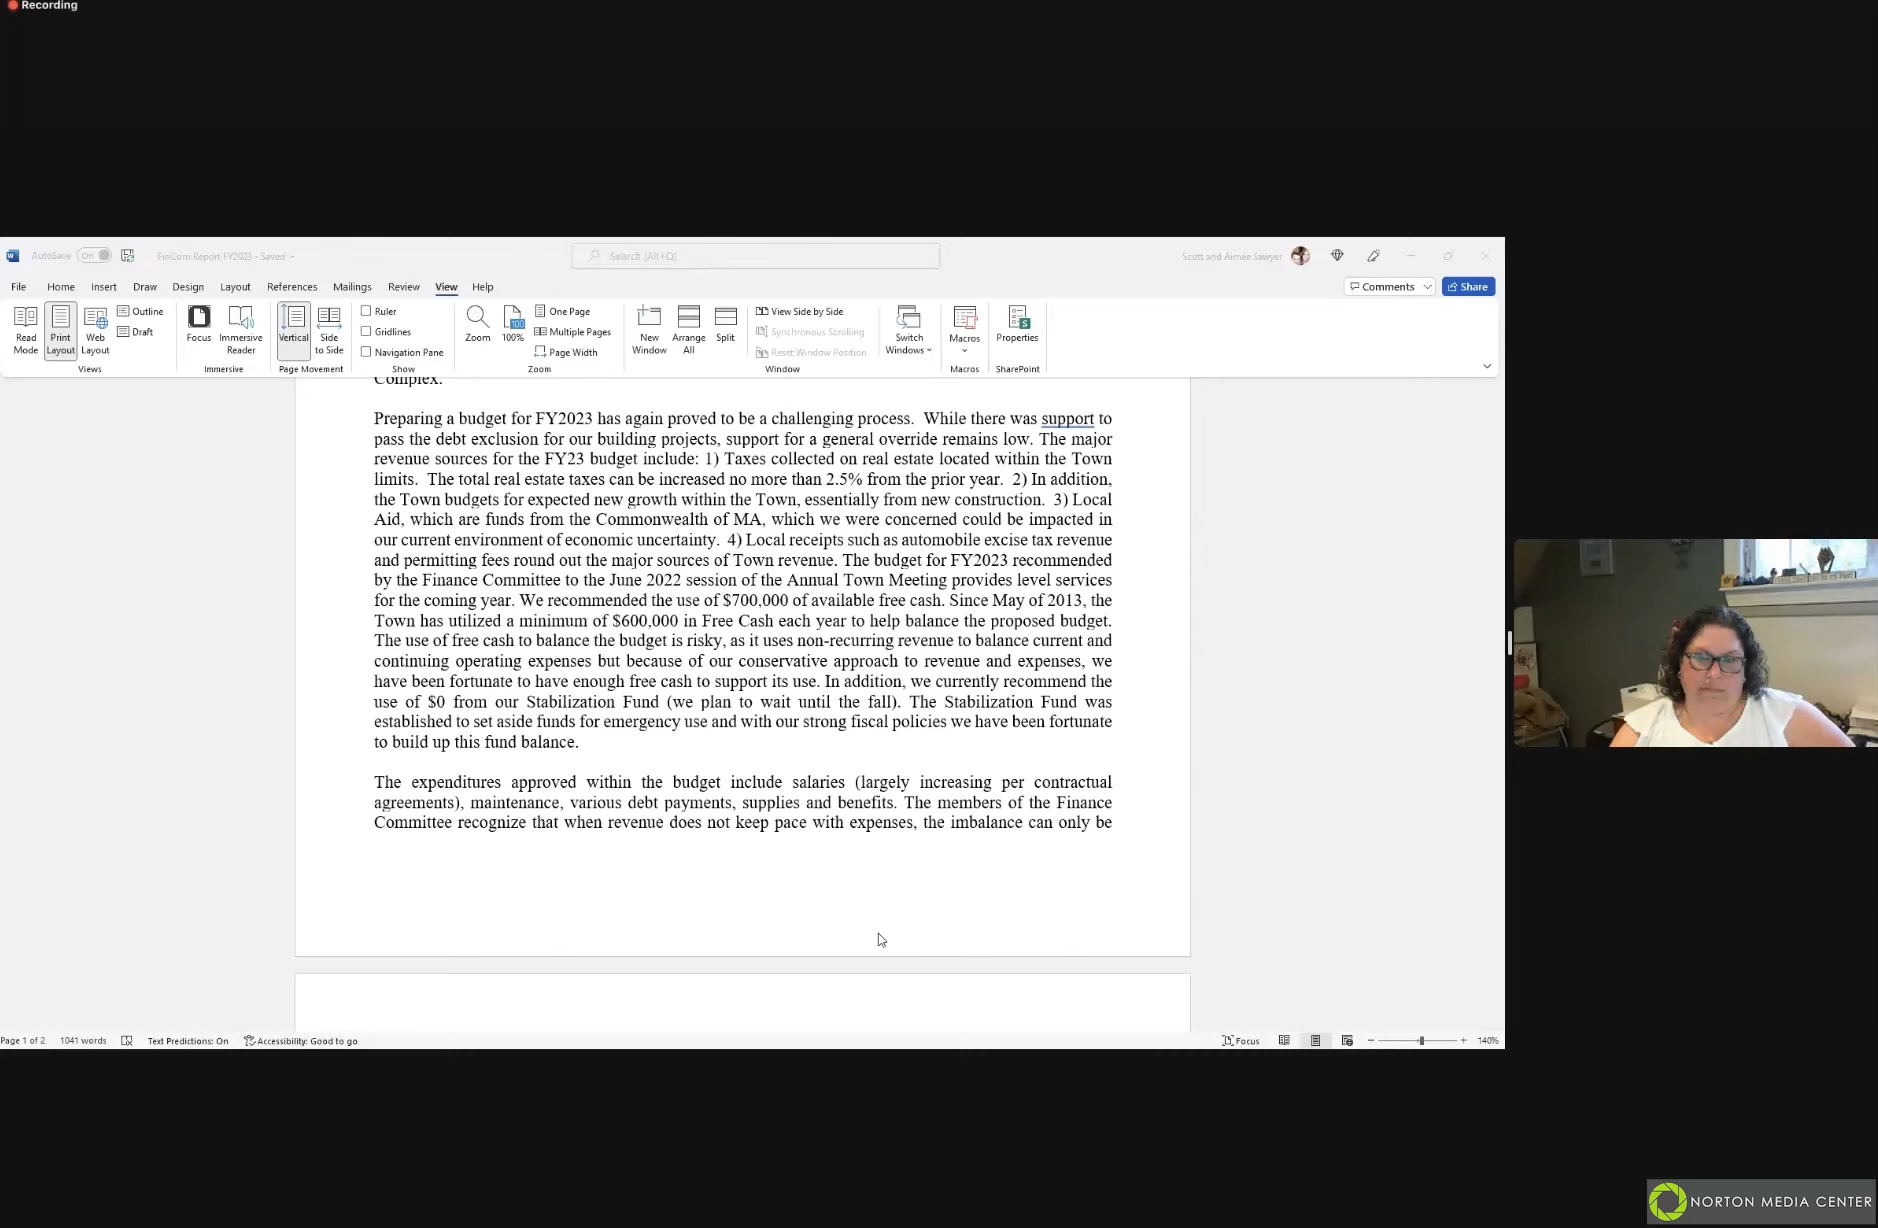 Recording
AutoSave On FinCom Report FY2023 - Saved Search (Alt+Q) Scott and Aimee Sawyer
File Home Insert Draw Design Layout References Mailings Review View Help Comments Share
Read Mode
Print Layout
Web Layout
Outline
Draft
Views
Focus
Immersive Reader
Immersive
Vertical
Side to Side
Page Movement
Ruler
Gridlines
Navigation Pane
Show
Zoom
100
100%
One Page
Multiple Pages
Page Width
Zoom
New Window
Arrange All
Split
View Side by Side
Synchronous Scrolling
Reset Window Position
Window
Switch Windows
Macros
Macros
Properties
SharePoint
Complex.
Preparing a budget for FY2023 has again proved to be a challenging process. While there was support to
pass the debt exclusion for our building projects, support for a general override remains low. The major
revenue sources for the FY23 budget include: 1) Taxes collected on real estate located within the Town
limits. The total real estate taxes can be increased no more than 2.5% from the prior year. 2) In addition,
the Town budgets for expected new growth within the Town, essentially from new construction. 3) Local
Aid, which are funds from the Commonwealth of MA, which we were concerned could be impacted in
our current environment of economic uncertainty. 4) Local receipts such as automobile excise tax revenue
and permitting fees round out the major sources of Town revenue. The budget for FY2023 recommended
by the Finance Committee to the June 2022 session of the Annual Town Meeting provides level services
for the coming year. We recommended the use of $700,000 of available free cash. Since May of 2013, the
Town has utilized a minimum of $600,000 in Free Cash each year to help balance the proposed budget.
The use of free cash to balance the budget is risky, as it uses non-recurring revenue to balance current and
continuing operating expenses but because of our conservative approach to revenue and expenses, we
have been fortunate to have enough free cash to support its use. In addition, we currently recommend the
use of $0 from our Stabilization Fund (we plan to wait until the fall). The Stabilization Fund was
established to set aside funds for emergency use and with our strong fiscal policies we have been fortunate
to build up this fund balance.
The expenditures approved within the budget include salaries (largely increasing per contractual
agreements), maintenance, various debt payments, supplies and benefits. The members of the Finance
Committee recognize that when revenue does not keep pace with expenses, the imbalance can only be
Page 1 of 2 1041 words Text Predictions: On Accessibility: Good to go Focus 140%
NORTON MEDIA CENTER